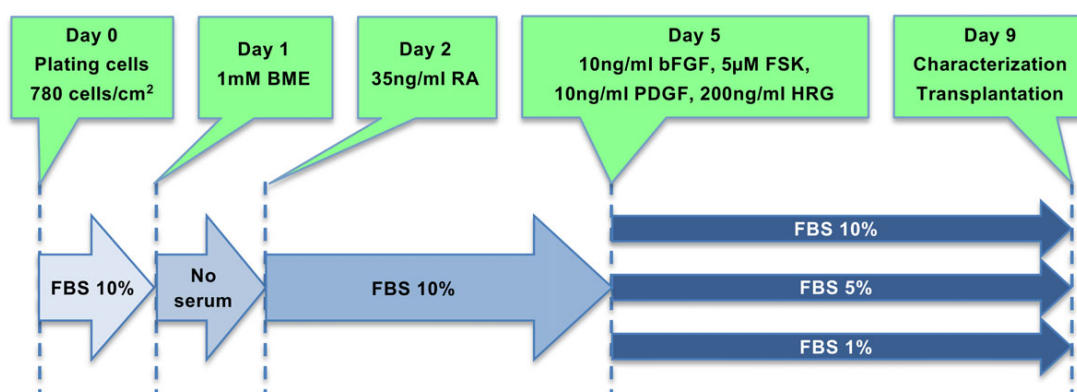 Day 0
Plating cells
780 cells/cm²
Day 1
1mM BME
Day 2
35ng/ml RA
Day 5
10ng/ml bFGF, 5µM FSK,
10ng/ml PDGF, 200ng/ml HRG
Day 9
Characterization
Transplantation
FBS 10%
No
serum
FBS 10%
FBS 10%
FBS 5%
FBS 1%